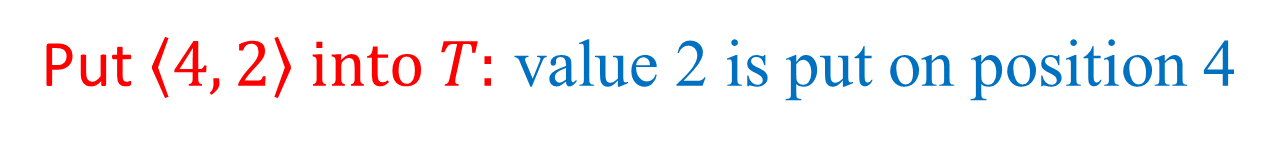 Put ⟨4, 2⟩ into T: value 2 is put on position 4